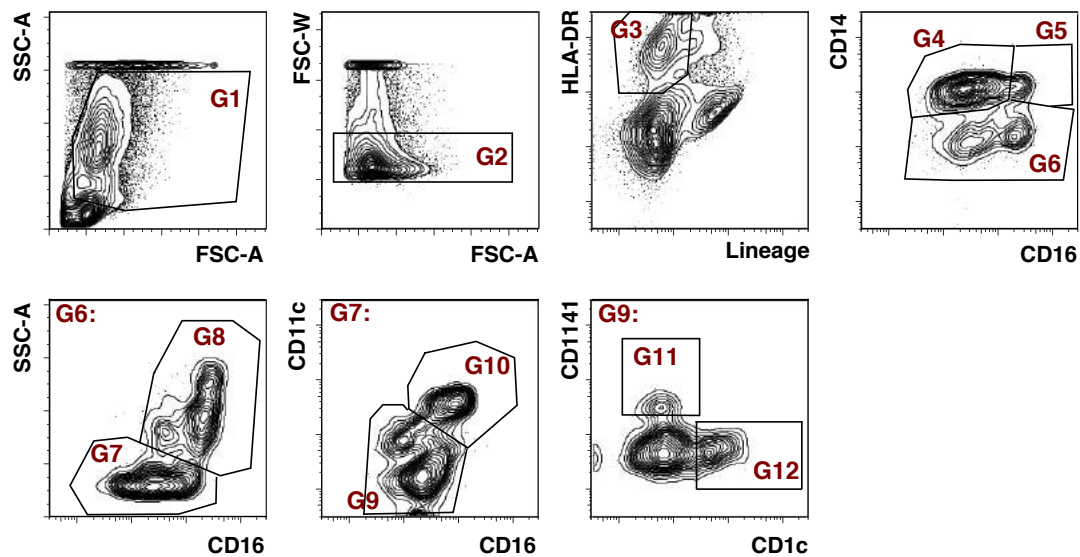 SSC-A
G1
FSC-A
FSC-W
G2
FSC-A
HLA-DR
G3
Lineage
CD14
G4
G5
G6
CD16
SSC-A
G6:
G8
G7
CD16
CD11c
G7:
G10
G9
CD16
CD1141
G9:
G11
G12
CD1c